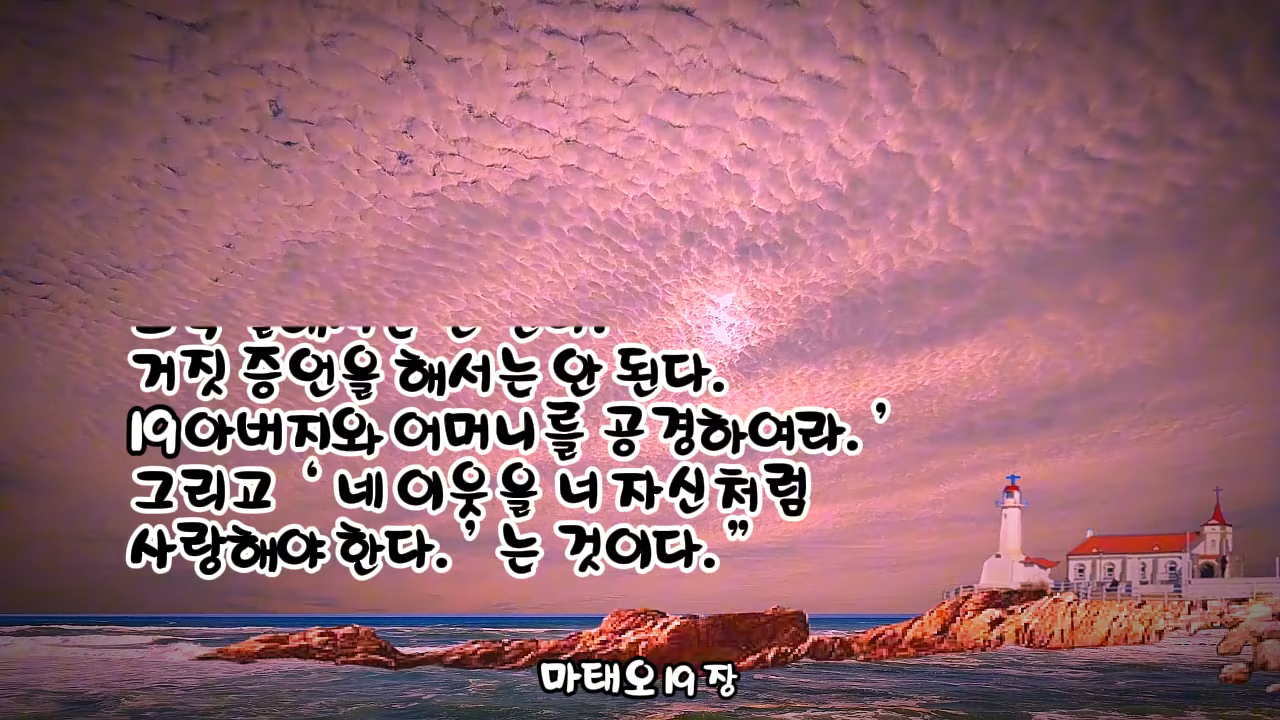 거짓 증언을 해서는 안 된다.
19아버지와 어머니를 공경하여라.’
그리고 ‘네 이웃을 너 자신처럼
사랑해야 한다.’는 것이다.”
마태오 19장